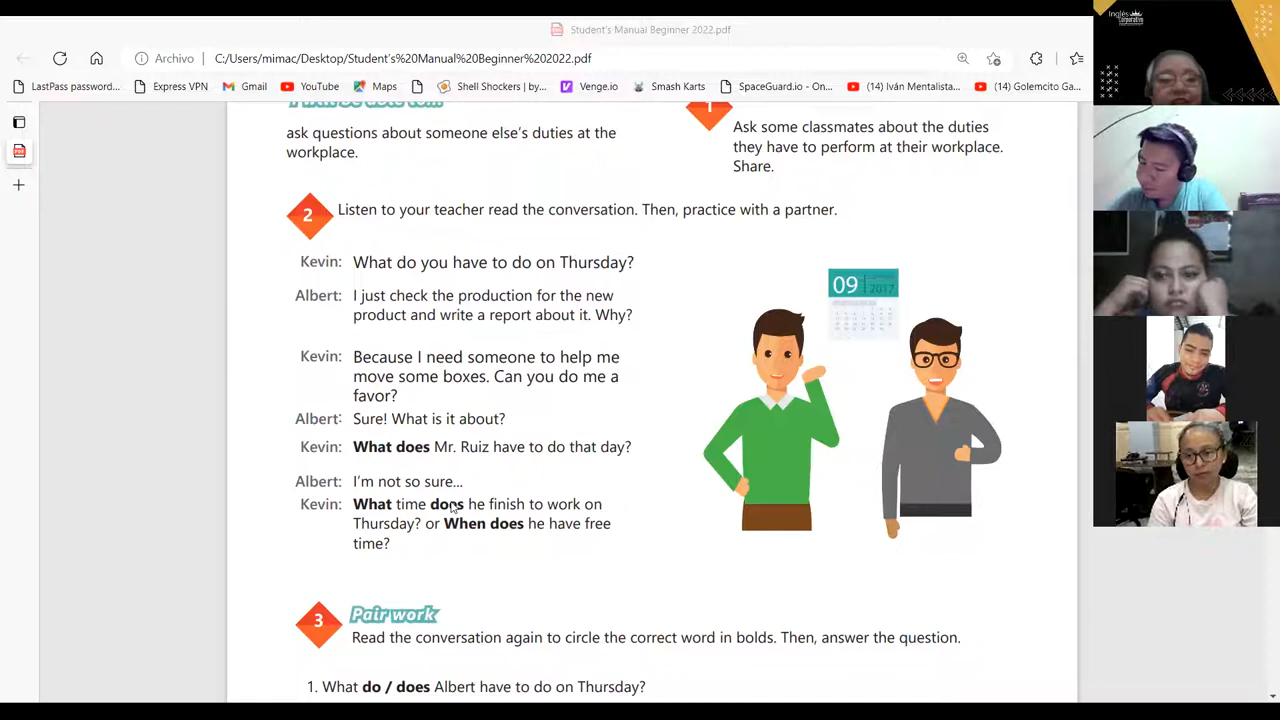 Student's Manual Beginner 2022.pdf
Archivo
C:/Users/mimac/Desktop/Student's%20Manual%20Beginner%202022.pdf
LastPass password...
Express VPN
Gmail
YouTube
Maps
Shell Shockers | by...
Venge.io
Smash Karts
SpaceGuard.io - On...
(14) Iván Mentalista...
(14) Golemcito Ga...
Inglés
Corporativo
ask questions about someone else's duties at the
workplace.
1
Ask some classmates about the duties
they have to perform at their workplace.
Share.
2
Listen to your teacher read the conversation. Then, practice with a partner.
Kevin: What do you have to do on Thursday?
Albert: I just check the production for the new
product and write a report about it. Why?
Kevin: Because I need someone to help me
move some boxes. Can you do me a
favor?
Albert: Sure! What is it about?
Kevin: What does Mr. Ruiz have to do that day?
Albert: I'm not so sure...
Kevin: What time does he finish to work on
Thursday? or When does he have free
time?
09
2017
3
Pair work
Read the conversation again to circle the correct word in bolds. Then, answer the question.
1. What do / does Albert have to do on Thursday?